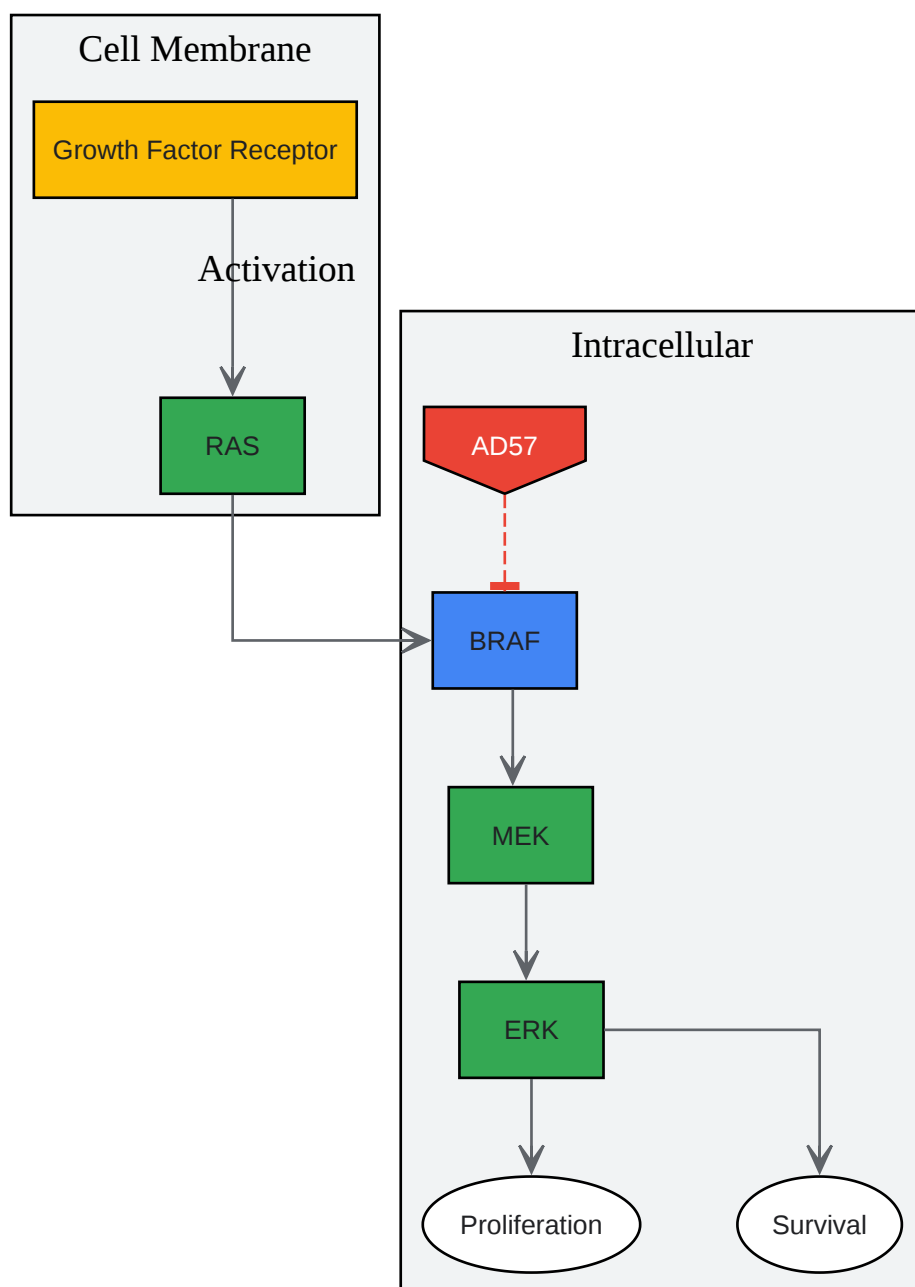 Cell Membrane
Growth Factor Receptor
Activation
RAS
Intracellular
AD57
BRAF
MEK
ERK
Proliferation
Survival